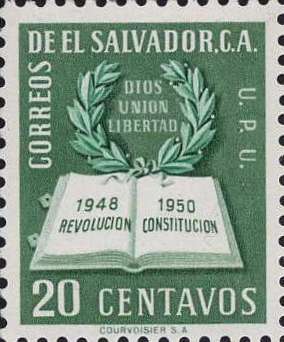 CORREOS
DE EL SALVADOR, C.A.
U.P.U.
DIOS
UNION
LIBERTAD
1948
REVOLUCION
1950
CONSTITUCION
20 CENTAVOS
COURVOISIER S.A